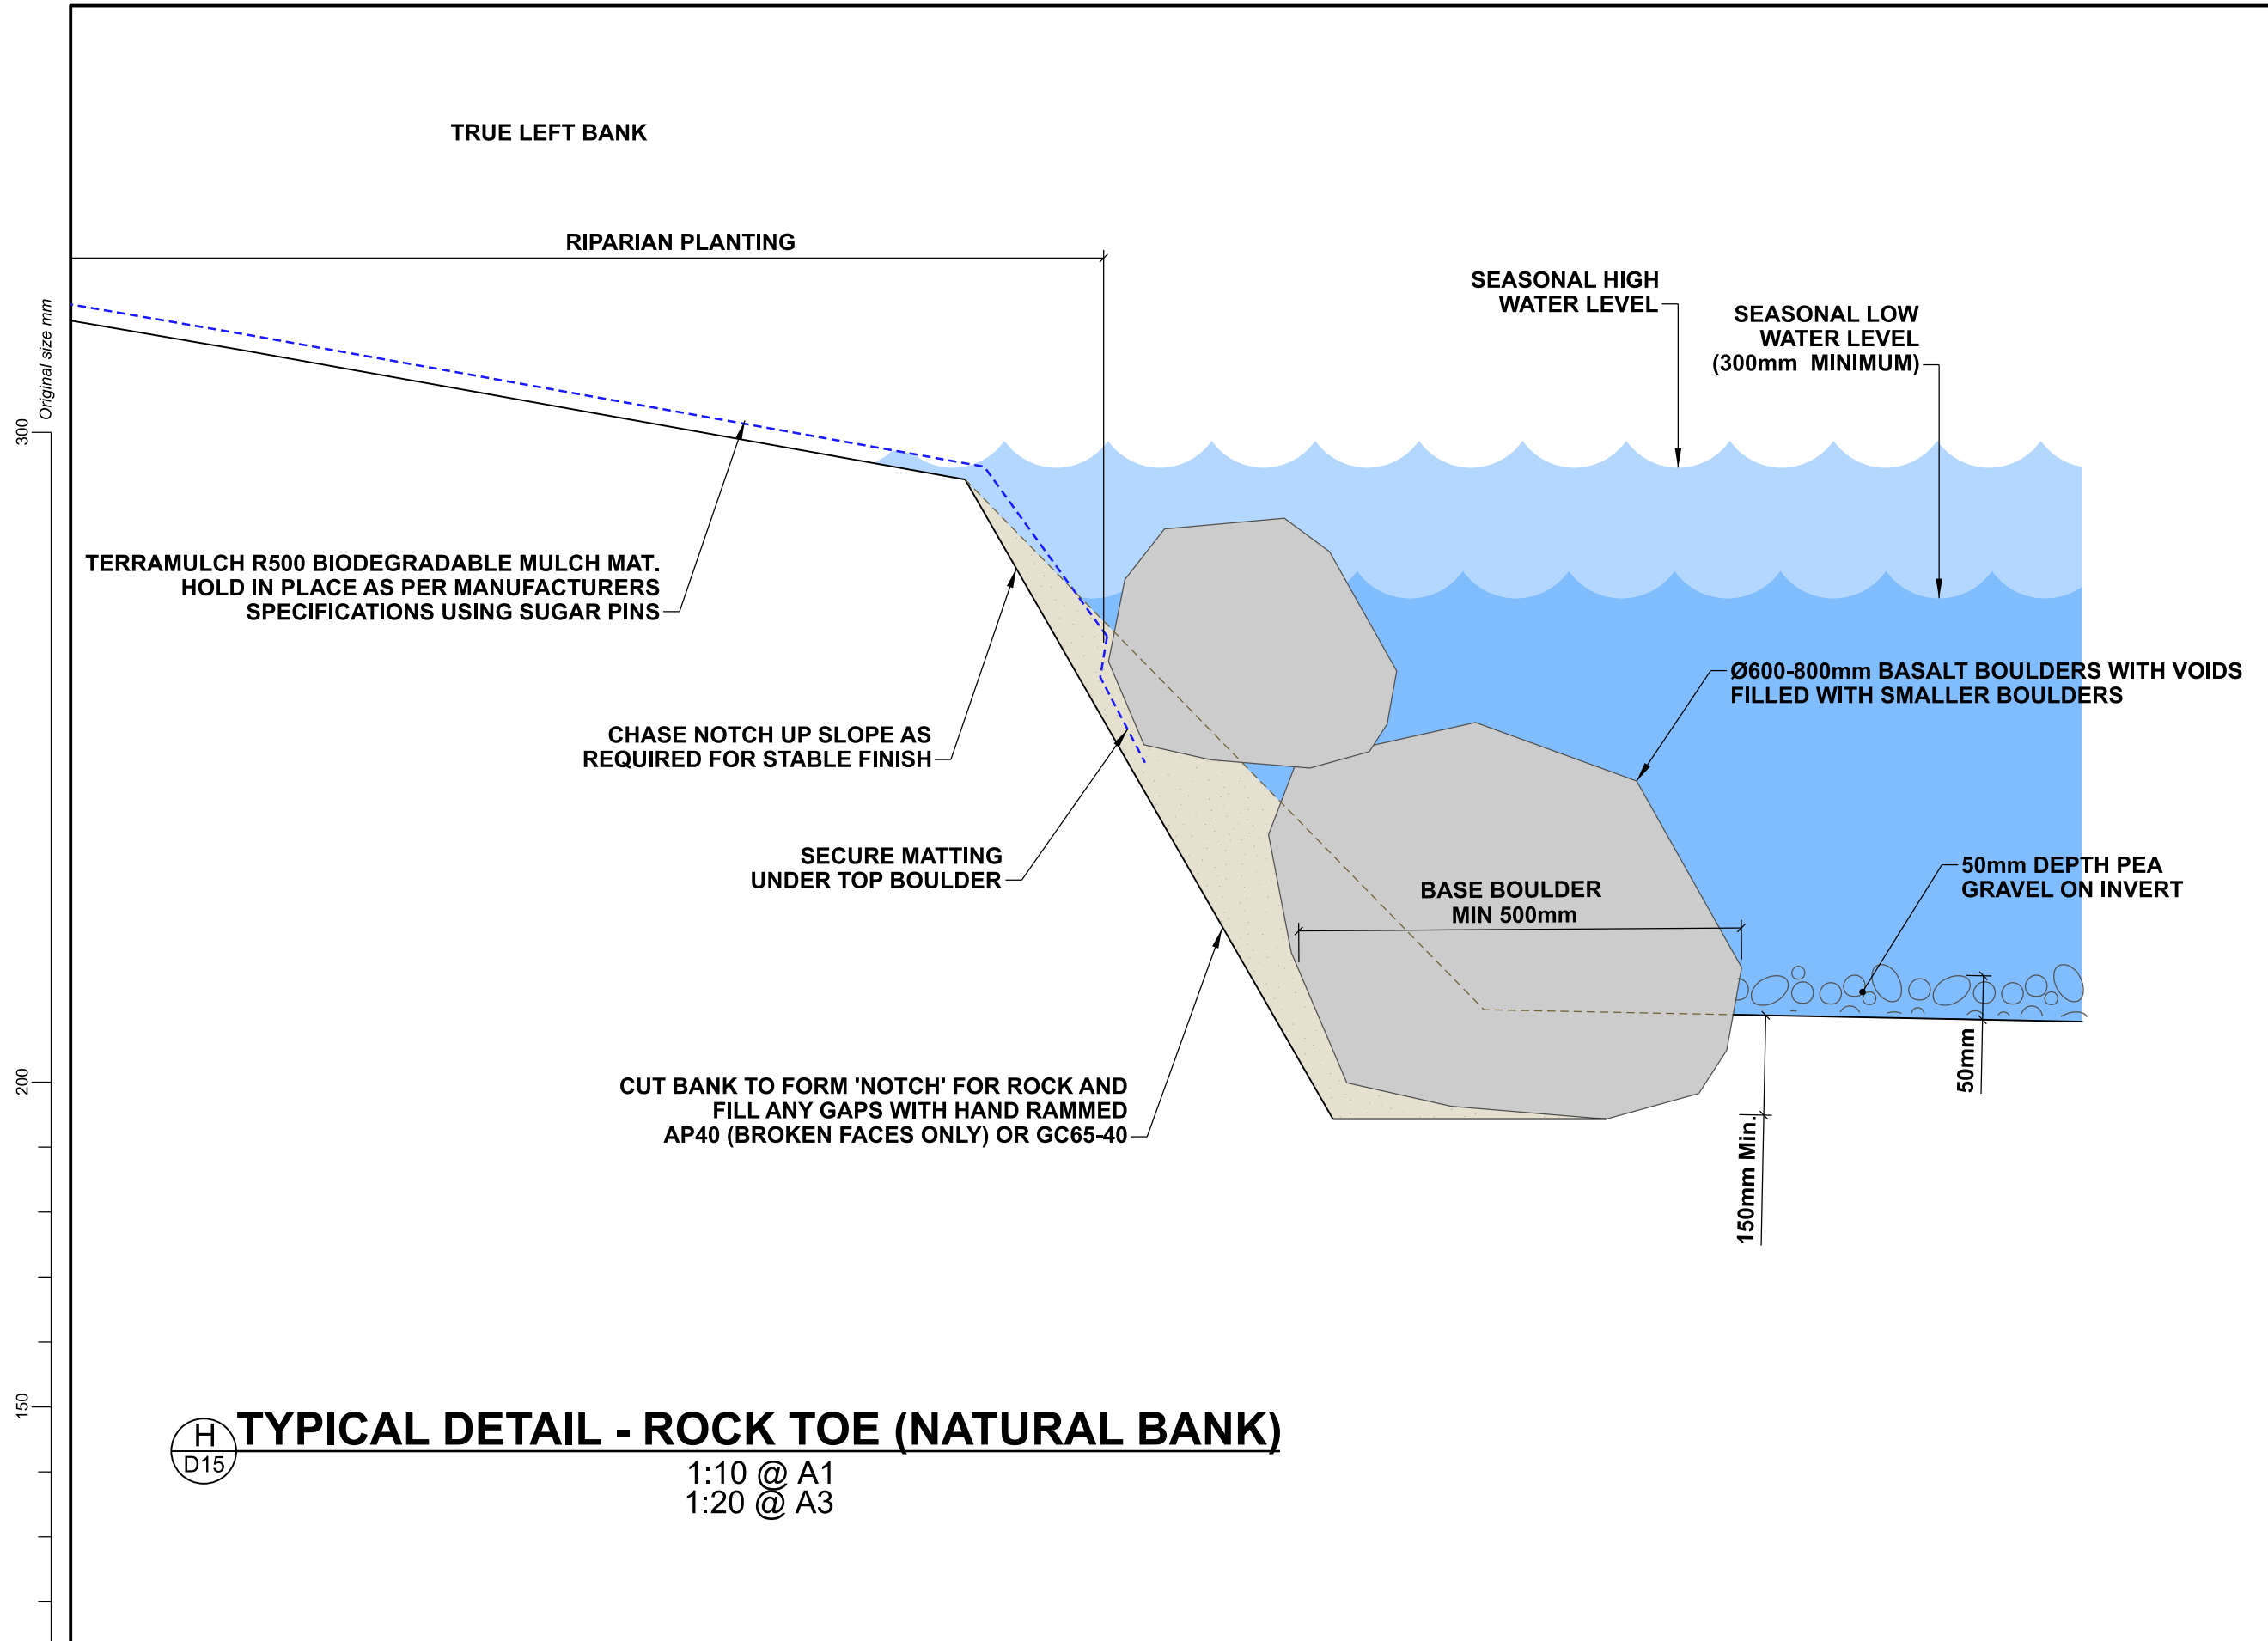 TRUE LEFT BANK
RIPARIAN PLANTING
SEASONAL HIGH
WATER LEVEL
SEASONAL LOW
WATER LEVEL
(300mm  MINIMUM)
Original size mm
300
TERRAMULCH R500 BIODEGRADABLE MULCH MAT.
HOLD IN PLACE AS PER MANUFACTURERS
SPECIFICATIONS USING SUGAR PINS
Ø600-800mm BASALT BOULDERS WITH VOIDS
FILLED WITH SMALLER BOULDERS
CHASE NOTCH UP SLOPE AS
REQUIRED FOR STABLE FINISH
SECURE MATTING
UNDER TOP BOULDER
50mm DEPTH PEA
GRAVEL ON INVERT
BASE BOULDER
MIN 500mm
50mm
150mm Min.
200
CUT BANK TO FORM 'NOTCH' FOR ROCK AND
FILL ANY GAPS WITH HAND RAMMED
AP40 (BROKEN FACES ONLY) OR GC65-40
150
H
D15
TYPICAL DETAIL - ROCK TOE (NATURAL BANK)
1:10 @ A1
1:20 @ A3